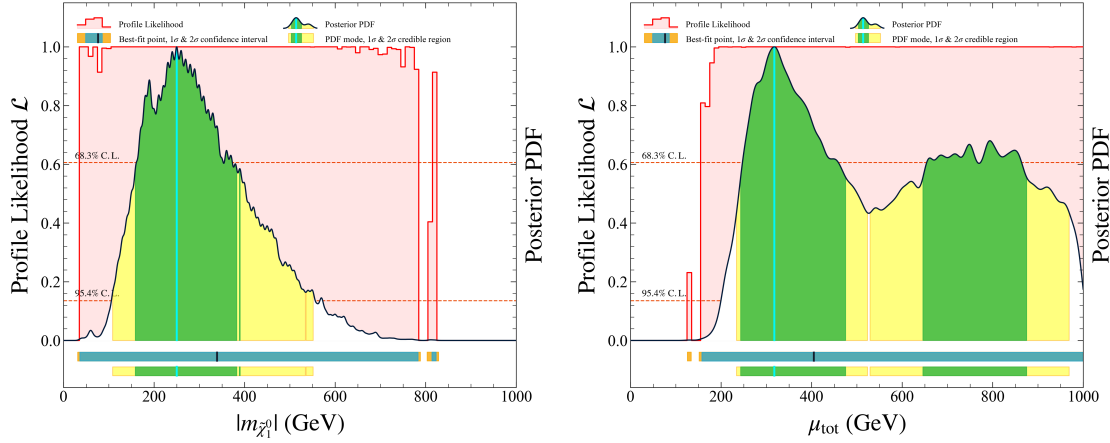 Profile Likelihood
Posterior PDF
Best-fit point, 1σ & 2σ confidence interval
PDF mode, 1σ & 2σ credible region
1.0
0.8
68.3% C. L.
0.6
0.4
0.2
95.4% C. L.
0.0
0 200 400 600 800 1000
|m_{\tilde{χ}_1^0}| (GeV)
Profile Likelihood ℒ
Posterior PDF
Profile Likelihood
Posterior PDF
Best-fit point, 1σ & 2σ confidence interval
PDF mode, 1σ & 2σ credible region
1.0
0.8
68.3% C. L.
0.6
0.4
0.2
95.4% C. L.
0.0
0 200 400 600 800 1000
μ_{tot} (GeV)
Profile Likelihood ℒ
Posterior PDF